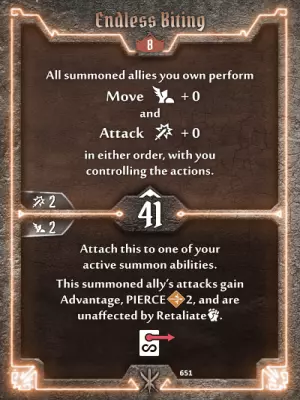 Endless Biting
8
All summoned allies you own perform
Move +0
and
Attack +0
in either order, with you
controlling the actions.
2
41
2
Attach this to one of your
active summon abilities.
This summoned ally's attacks gain
Advantage, PIERCE 2, and are
unaffected by Retaliate.
651